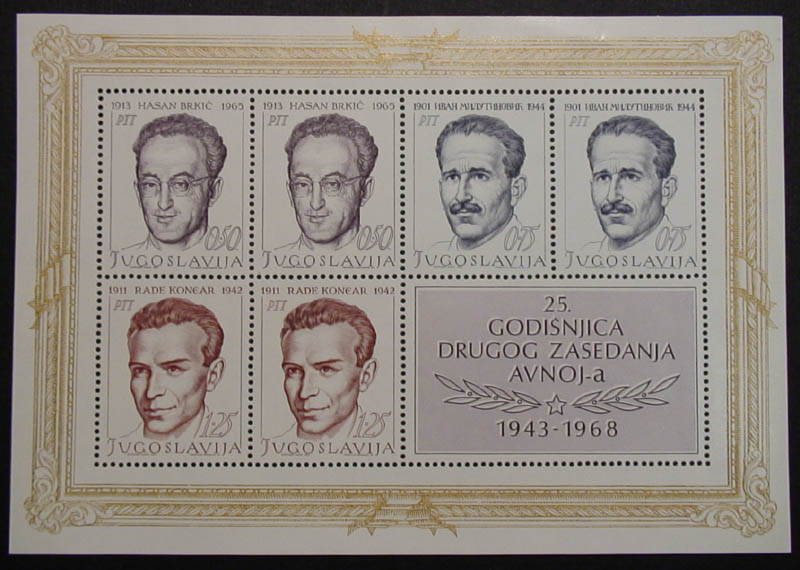 1913 HASAN BRKIĆ 1965
PTT
0.50
JUGOSLAVIJA
1913 HASAN BRKIĆ 1965
PTT
0.50
JUGOSLAVIJA
1901 ИВАН МИЛУТИНОВИЋ 1944
PTT
0.75
JUGOSLAVIJA
1901 ИВАН МИЛУТИНОВИЋ 1944
PTT
0.75
JUGOSLAVIJA
1911 RADE KONČAR 1942
PTT
1.25
JUGOSLAVIJA
1911 RADE KONČAR 1942
PTT
1.25
JUGOSLAVIJA
25.
GODIŠNJICA
DRUGOG ZASEDANJA
AVNOJ-a
1943-1968